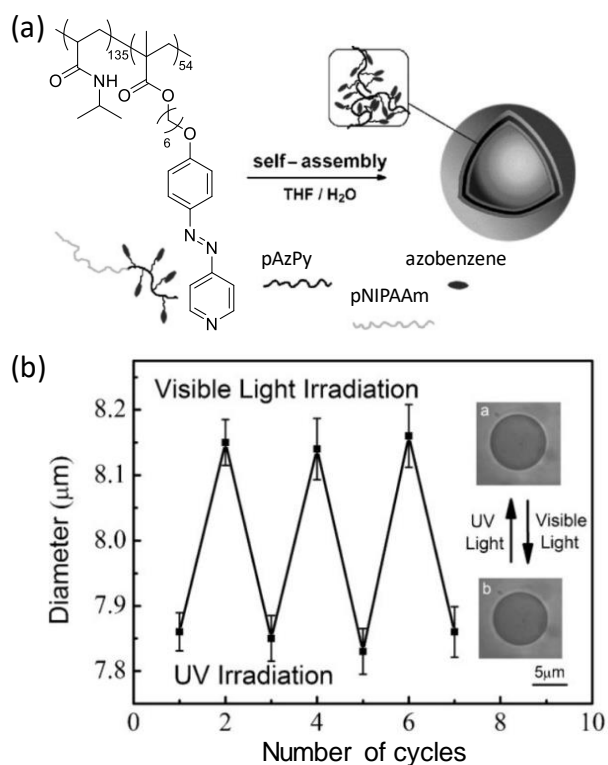 (a)
135
54
O
NH
O
O
6
O
N
N
N
self-assembly
THF / H2O
pAzPy
azobenzene
pNIPAAm
(b)
Visible Light Irradiation
UV Irradiation
8.2
8.1
8.0
7.9
7.8
Diameter (μm)
0 2 4 6 8 10
Number of cycles
a
UV Light
Visible Light
b
5μm